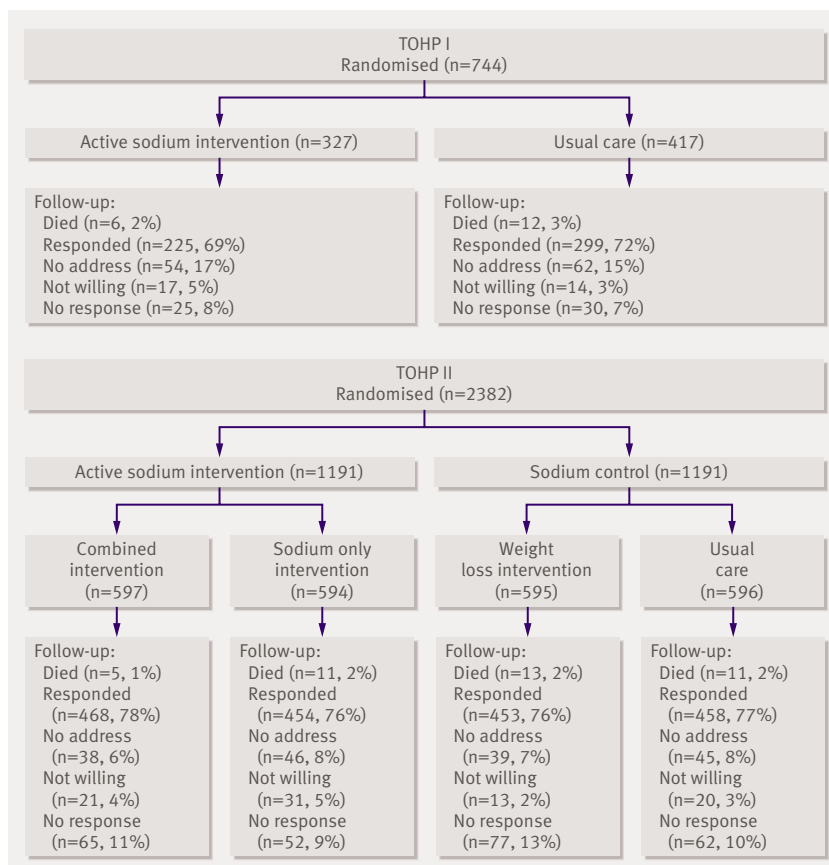 TOHP I
Randomised (n=744)
Active sodium intervention (n=327)
Usual care (n=417)
Follow-up:
Died (n=6, 2%)
Responded (n=225, 69%)
No address (n=54, 17%)
Not willing (n=17, 5%)
No response (n=25, 8%)
Follow-up:
Died (n=12, 3%)
Responded (n=299, 72%)
No address (n=62, 15%)
Not willing (n=14, 3%)
No response (n=30, 7%)
TOHP II
Randomised (n=2382)
Active sodium intervention (n=1191)
Sodium control (n=1191)
Combined
intervention
(n=597)
Sodium only
intervention
(n=594)
Weight
loss intervention
(n=595)
Usual
care
(n=596)
Follow-up:
Died (n=5, 1%)
Responded
(n=468, 78%)
No address
(n=38, 6%)
Not willing
(n=21, 4%)
No response
(n=65, 11%)
Follow-up:
Died (n=11, 2%)
Responded
(n=454, 76%)
No address
(n=46, 8%)
Not willing
(n=31, 5%)
No response
(n=52, 9%)
Follow-up:
Died (n=13, 2%)
Responded
(n=453, 76%)
No address
(n=39, 7%)
Not willing
(n=13, 2%)
No response
(n=77, 13%)
Follow-up:
Died (n=11, 2%)
Responded
(n=458, 77%)
No address
(n=45, 8%)
Not willing
(n=20, 3%)
No response
(n=62, 10%)